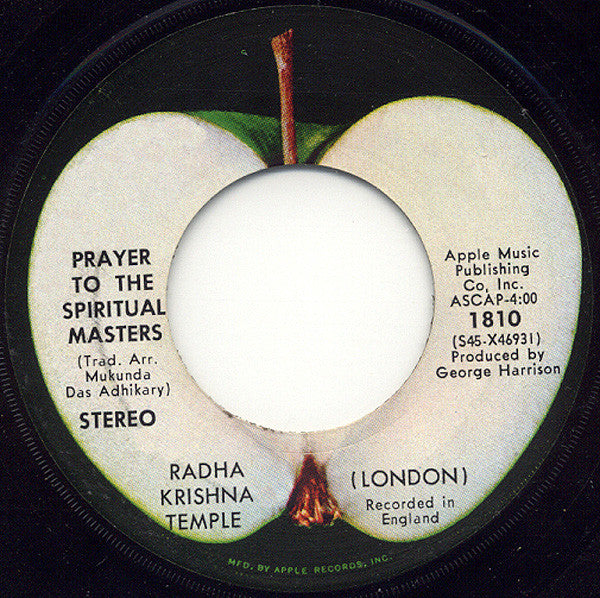 PRAYER
TO THE
SPIRITUAL
MASTERS
(Trad. Arr.
Mukunda
Das Adhikary)
STEREO
Apple Music
Publishing
Co, Inc.
ASCAP-4:00
1810
(S45-X46931)
Produced by
George Harrison
RADHA
KRISHNA
TEMPLE
(LONDON)
Recorded in
England
MFD. BY APPLE RECORDS, INC.